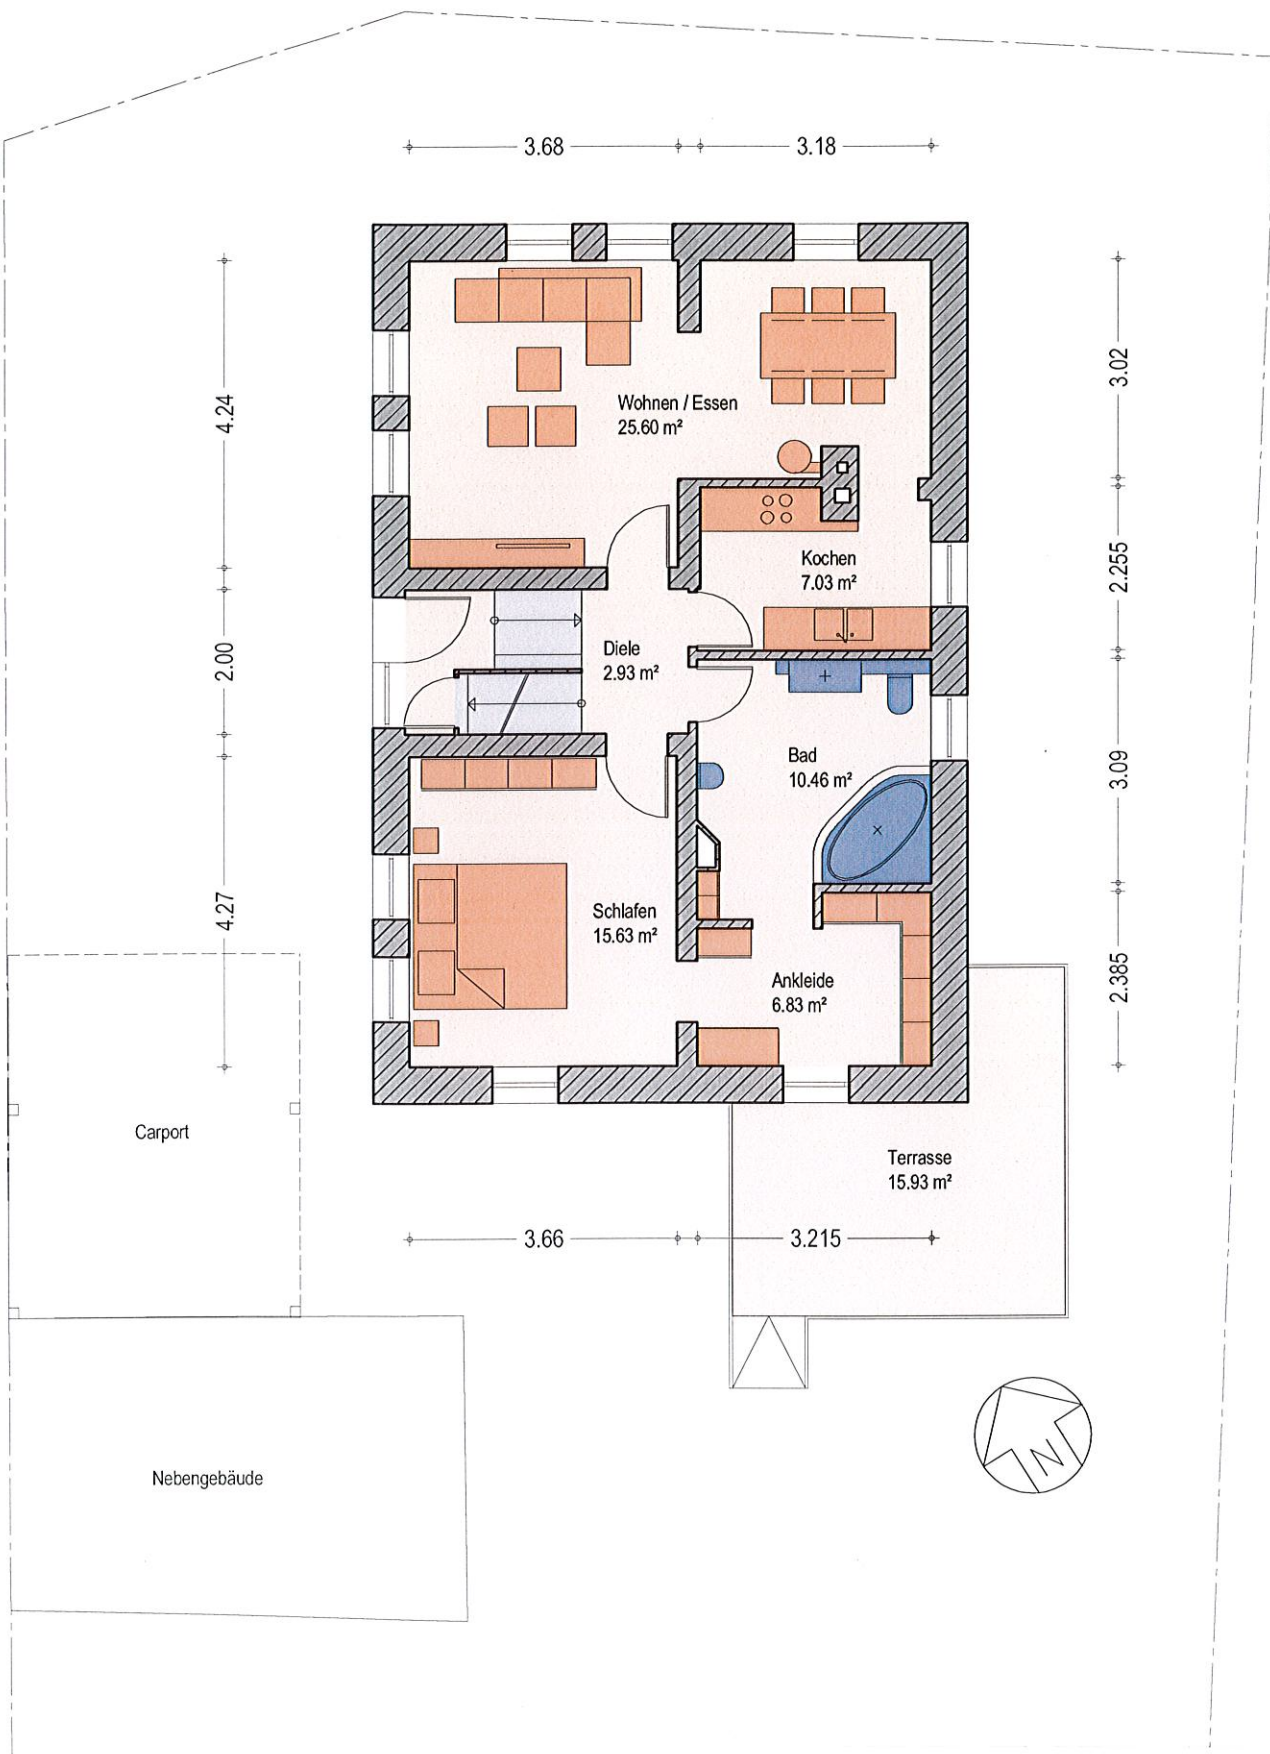 3.68
3.18
4.24
3.02
Wohnen / Essen
25.60 m²
Kochen
7.03 m²
2.255
2.00
Diele
2.93 m²
Bad
10.46 m²
3.09
4.27
Schlafen
15.63 m²
Ankleide
6.83 m²
2.385
Carport
Terrasse
15.93 m²
3.66
3.215
N
Nebengebäude